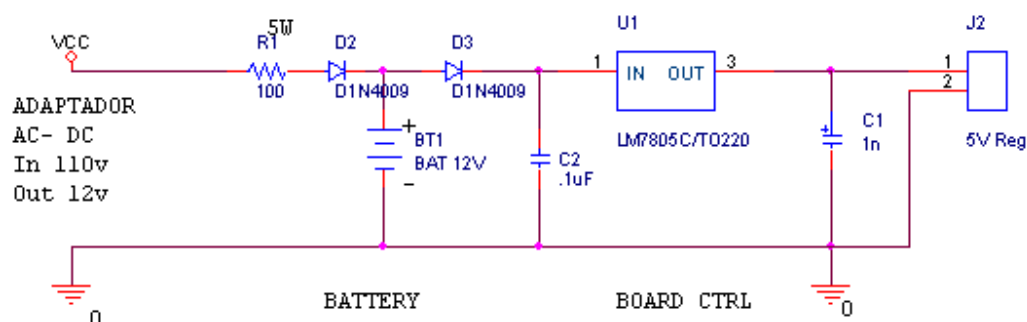 VCC
5W
R1
100
D2
D1N4009
D3
D1N4009
U1
1
IN OUT
3
LM7805C/TO220
J2
1
2
5V Reg
ADAPTADOR
AC- DC
In 110v
Out 12v
+
BT1
BAT 12V
-
C2
.1uF
+
C1
1n
0
BATTERY
BOARD CTRL
0